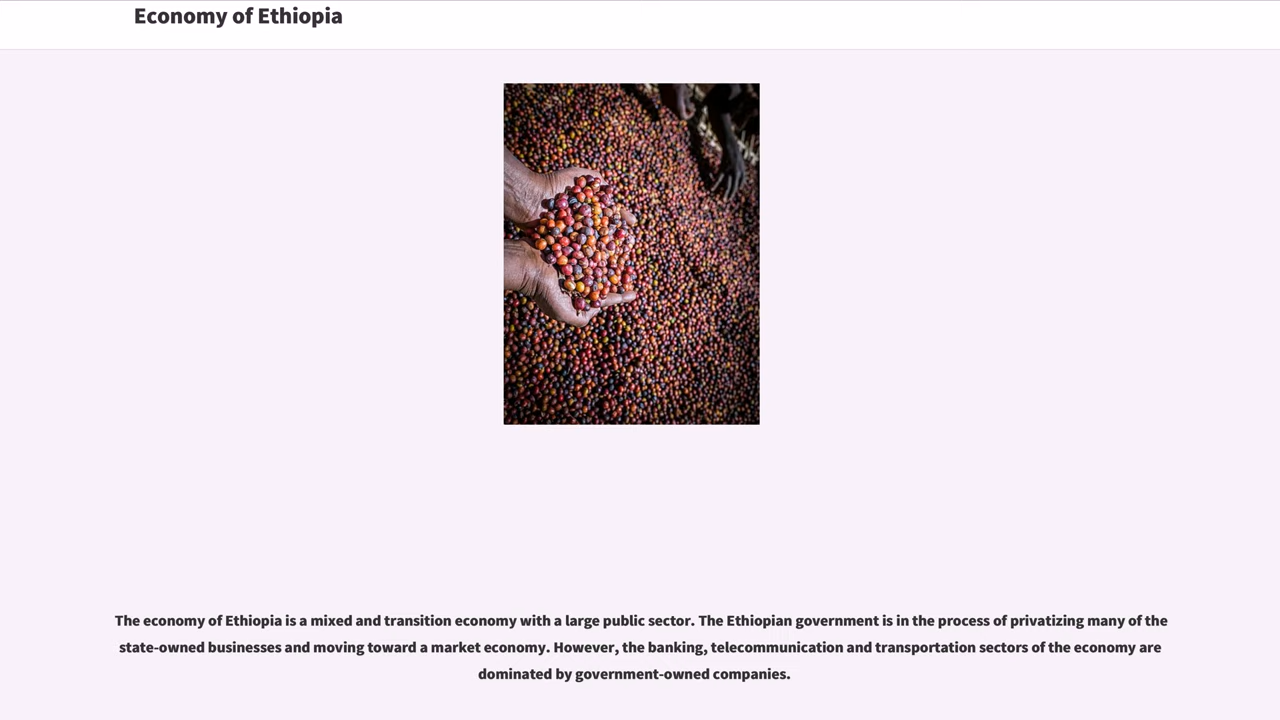 Economy of Ethiopia
The economy of Ethiopia is a mixed and transition economy with a large public sector. The Ethiopian government is in the process of privatizing many of the
state-owned businesses and moving toward a market economy. However, the banking, telecommunication and transportation sectors of the economy are
dominated by government-owned companies.